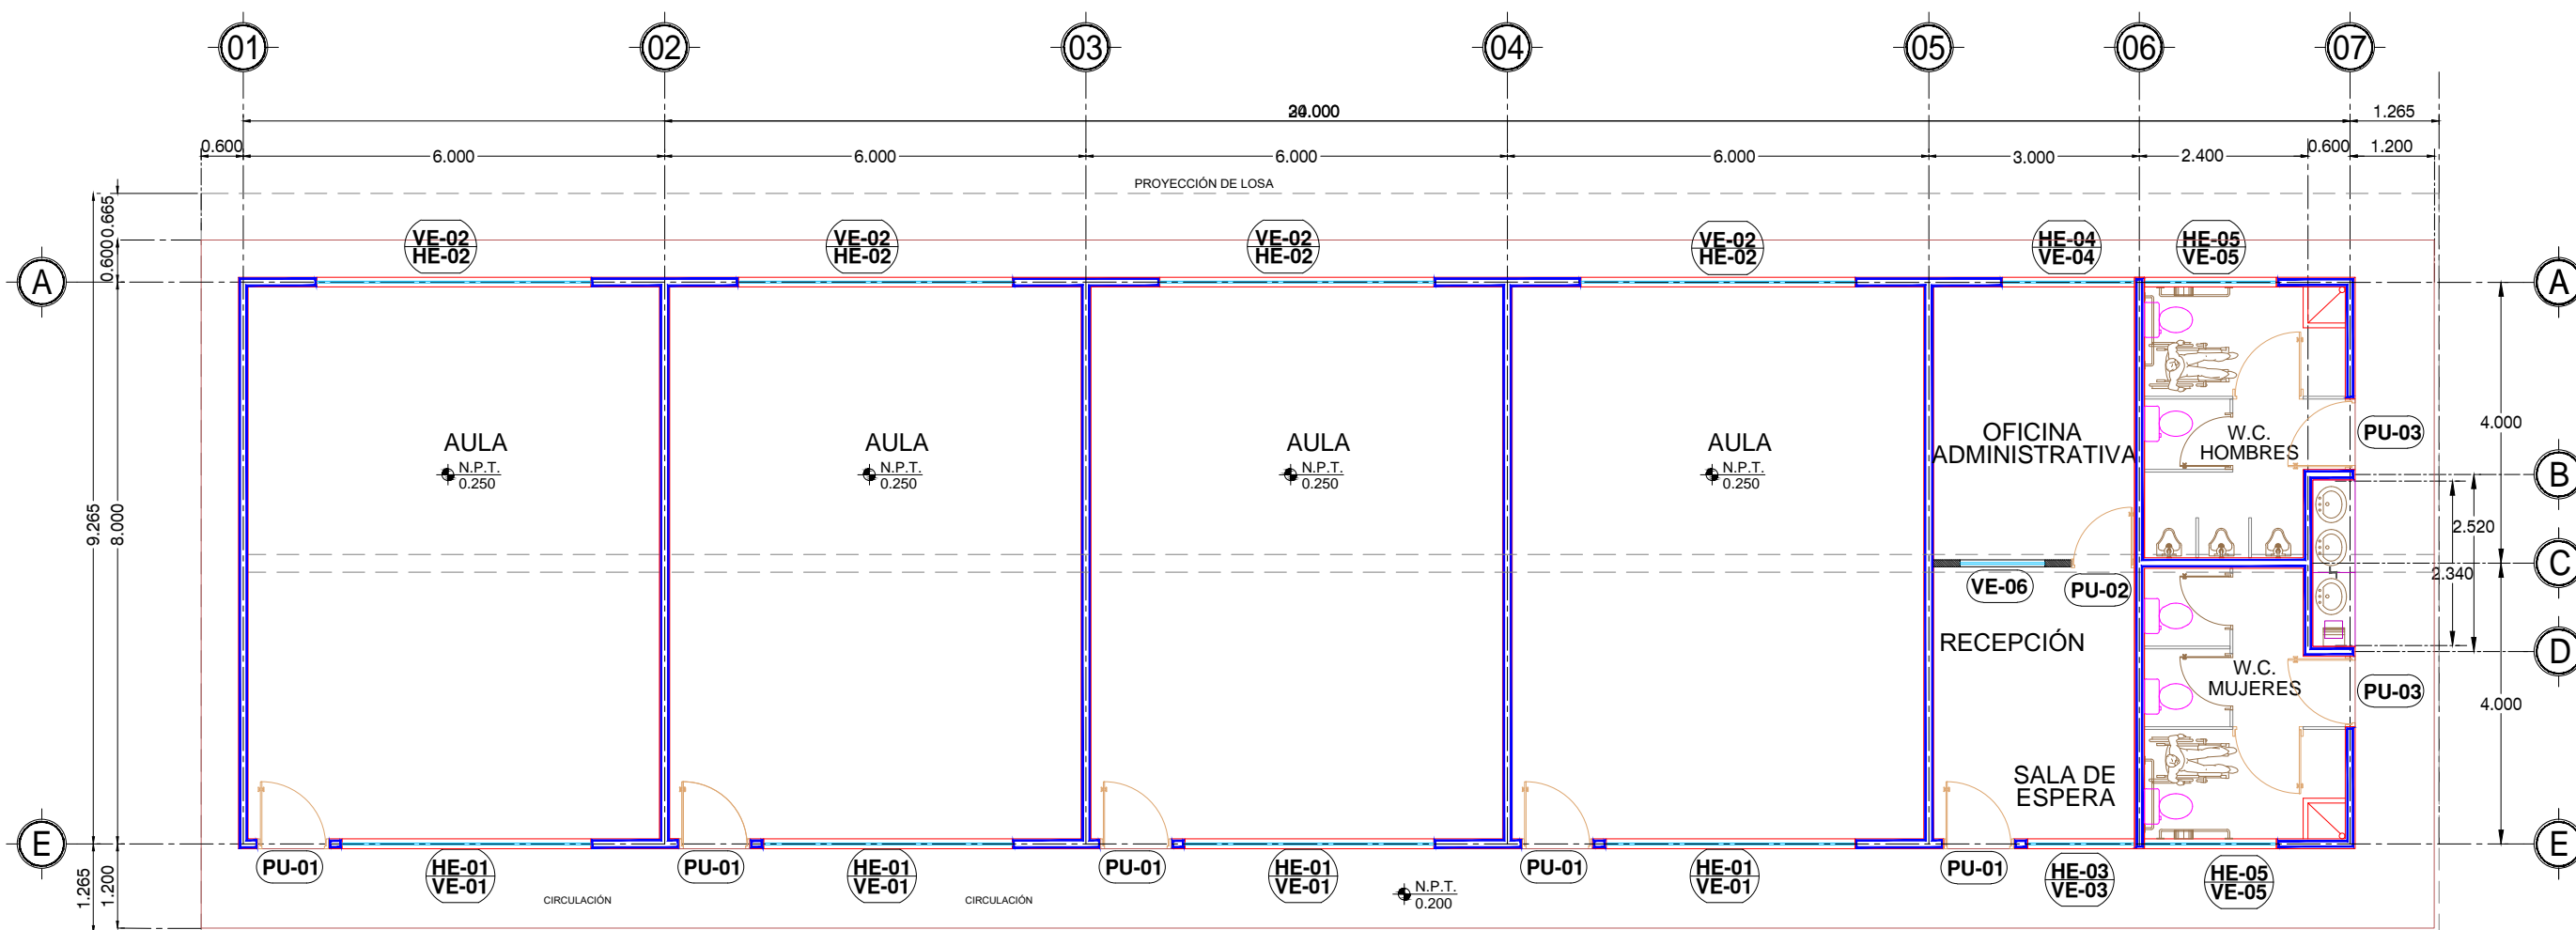 01 02 03 04 05 06 07
1.265
0.600 6.000 6.000 6.000 6.000 3.000 2.400 0.600 1.200
PROYECCIÓN DE LOSA
0.665
0.600
VE-02
HE-02
VE-02
HE-02
VE-02
HE-02
VE-02
HE-02
HE-04
VE-04
HE-05
VE-05
A A
AULA
N.P.T.
0.250
AULA
N.P.T.
0.250
AULA
N.P.T.
0.250
AULA
N.P.T.
0.250
OFICINA
ADMINISTRATIVA
W.C.
HOMBRES
PU-03
4.000
B
9.265
8.000
2.520
2.340
C
VE-06
PU-02
RECEPCIÓN
D
W.C.
MUJERES
PU-03
4.000
SALA DE
ESPERA
E E
PU-01
HE-01
VE-01
PU-01
HE-01
VE-01
PU-01
HE-01
VE-01
PU-01
HE-01
VE-01
PU-01
HE-03
VE-03
HE-05
VE-05
1.265
1.200
CIRCULACIÓN
CIRCULACIÓN
N.P.T.
0.200